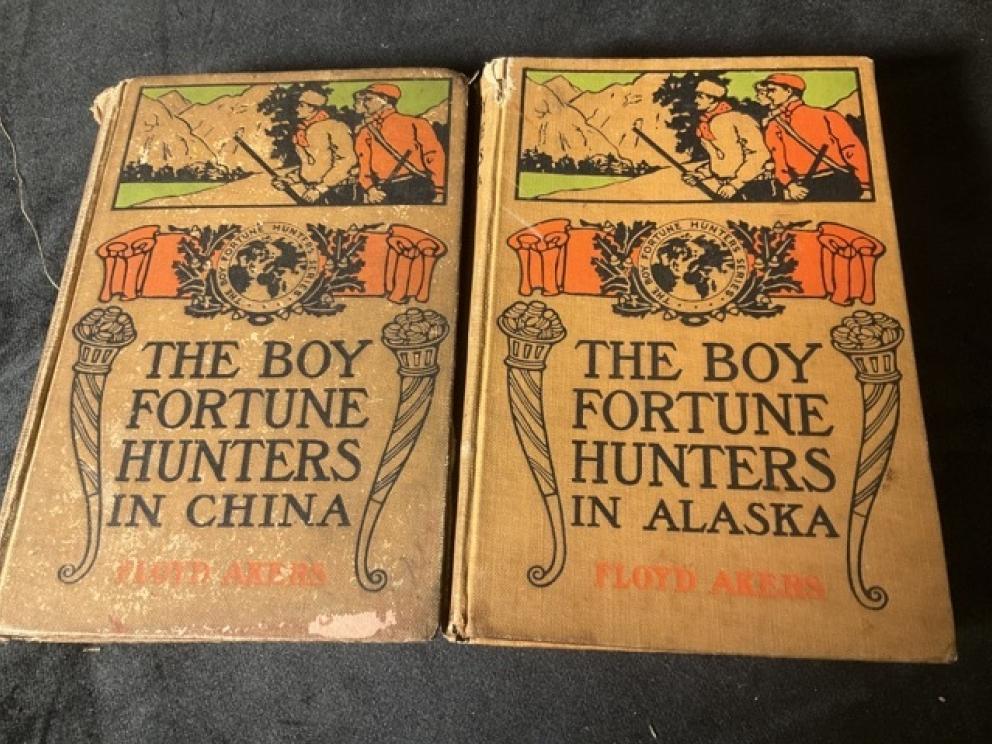 THE BOY FORTUNE HUNTERS SERIES
THE BOY
FORTUNE
HUNTERS
IN CHINA
FLOYD AKERS
THE BOY FORTUNE HUNTERS SERIES
THE BOY
FORTUNE
HUNTERS
IN ALASKA
FLOYD AKERS